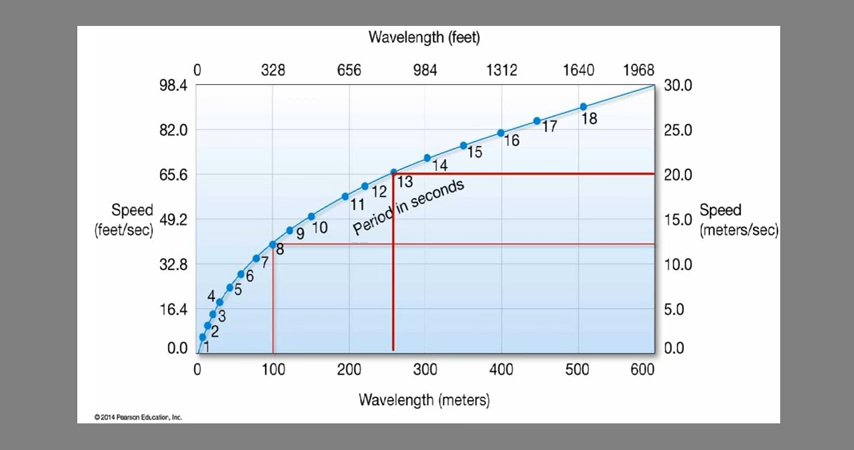 Wavelength (feet)
0 328 656 984 1312 1640 1968
98.4 30.0
82.0 25.0
65.6 20.0
49.2 15.0
32.8 10.0
16.4 5.0
0.0 0.0
Speed
(feet/sec)
Speed
(meters/sec)
1
2
3
4
5
6
7
8
9
10
11
12
13
14
15
16
17
18
Period in seconds
0 100 200 300 400 500 600
Wavelength (meters)
©2014 Pearson Education, Inc.